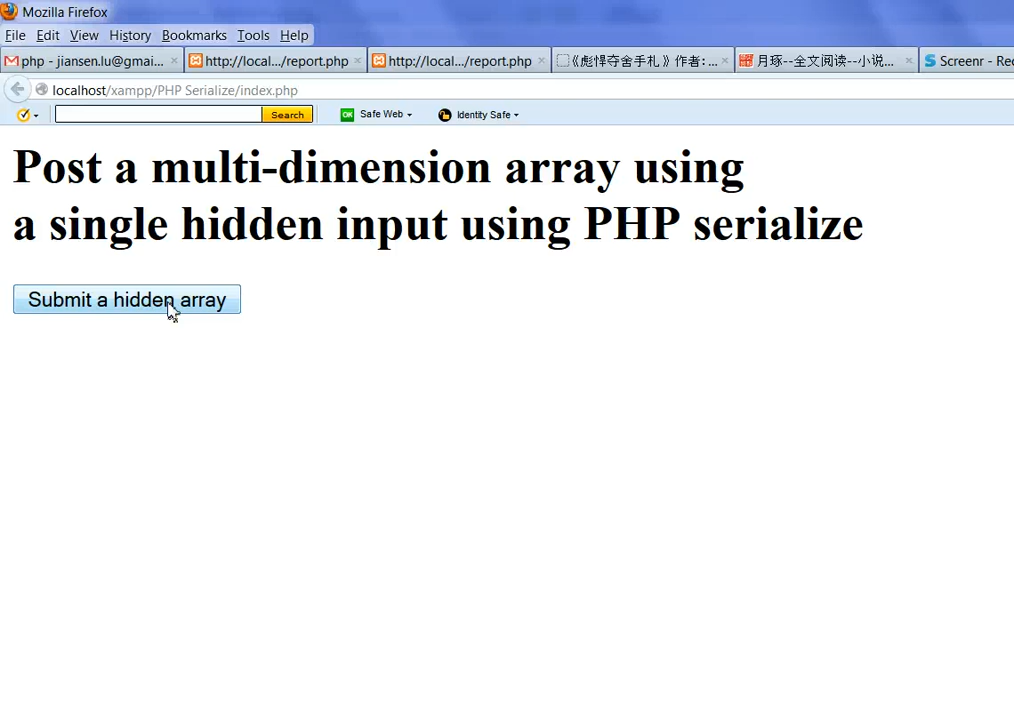 Mozilla Firefox
File Edit View History Bookmarks Tools Help
php - jiansen.lu@gmai... × http://local.../report.php × http://local.../report.php × 《彪悍夺舍手札》作者:... × 月琢--全文阅读--小说... × Screenr - Rec
localhost/xampp/PHP Serialize/index.php
Search OK Safe Web Identity Safe
Post a multi-dimension array using
a single hidden input using PHP serialize
Submit a hidden array